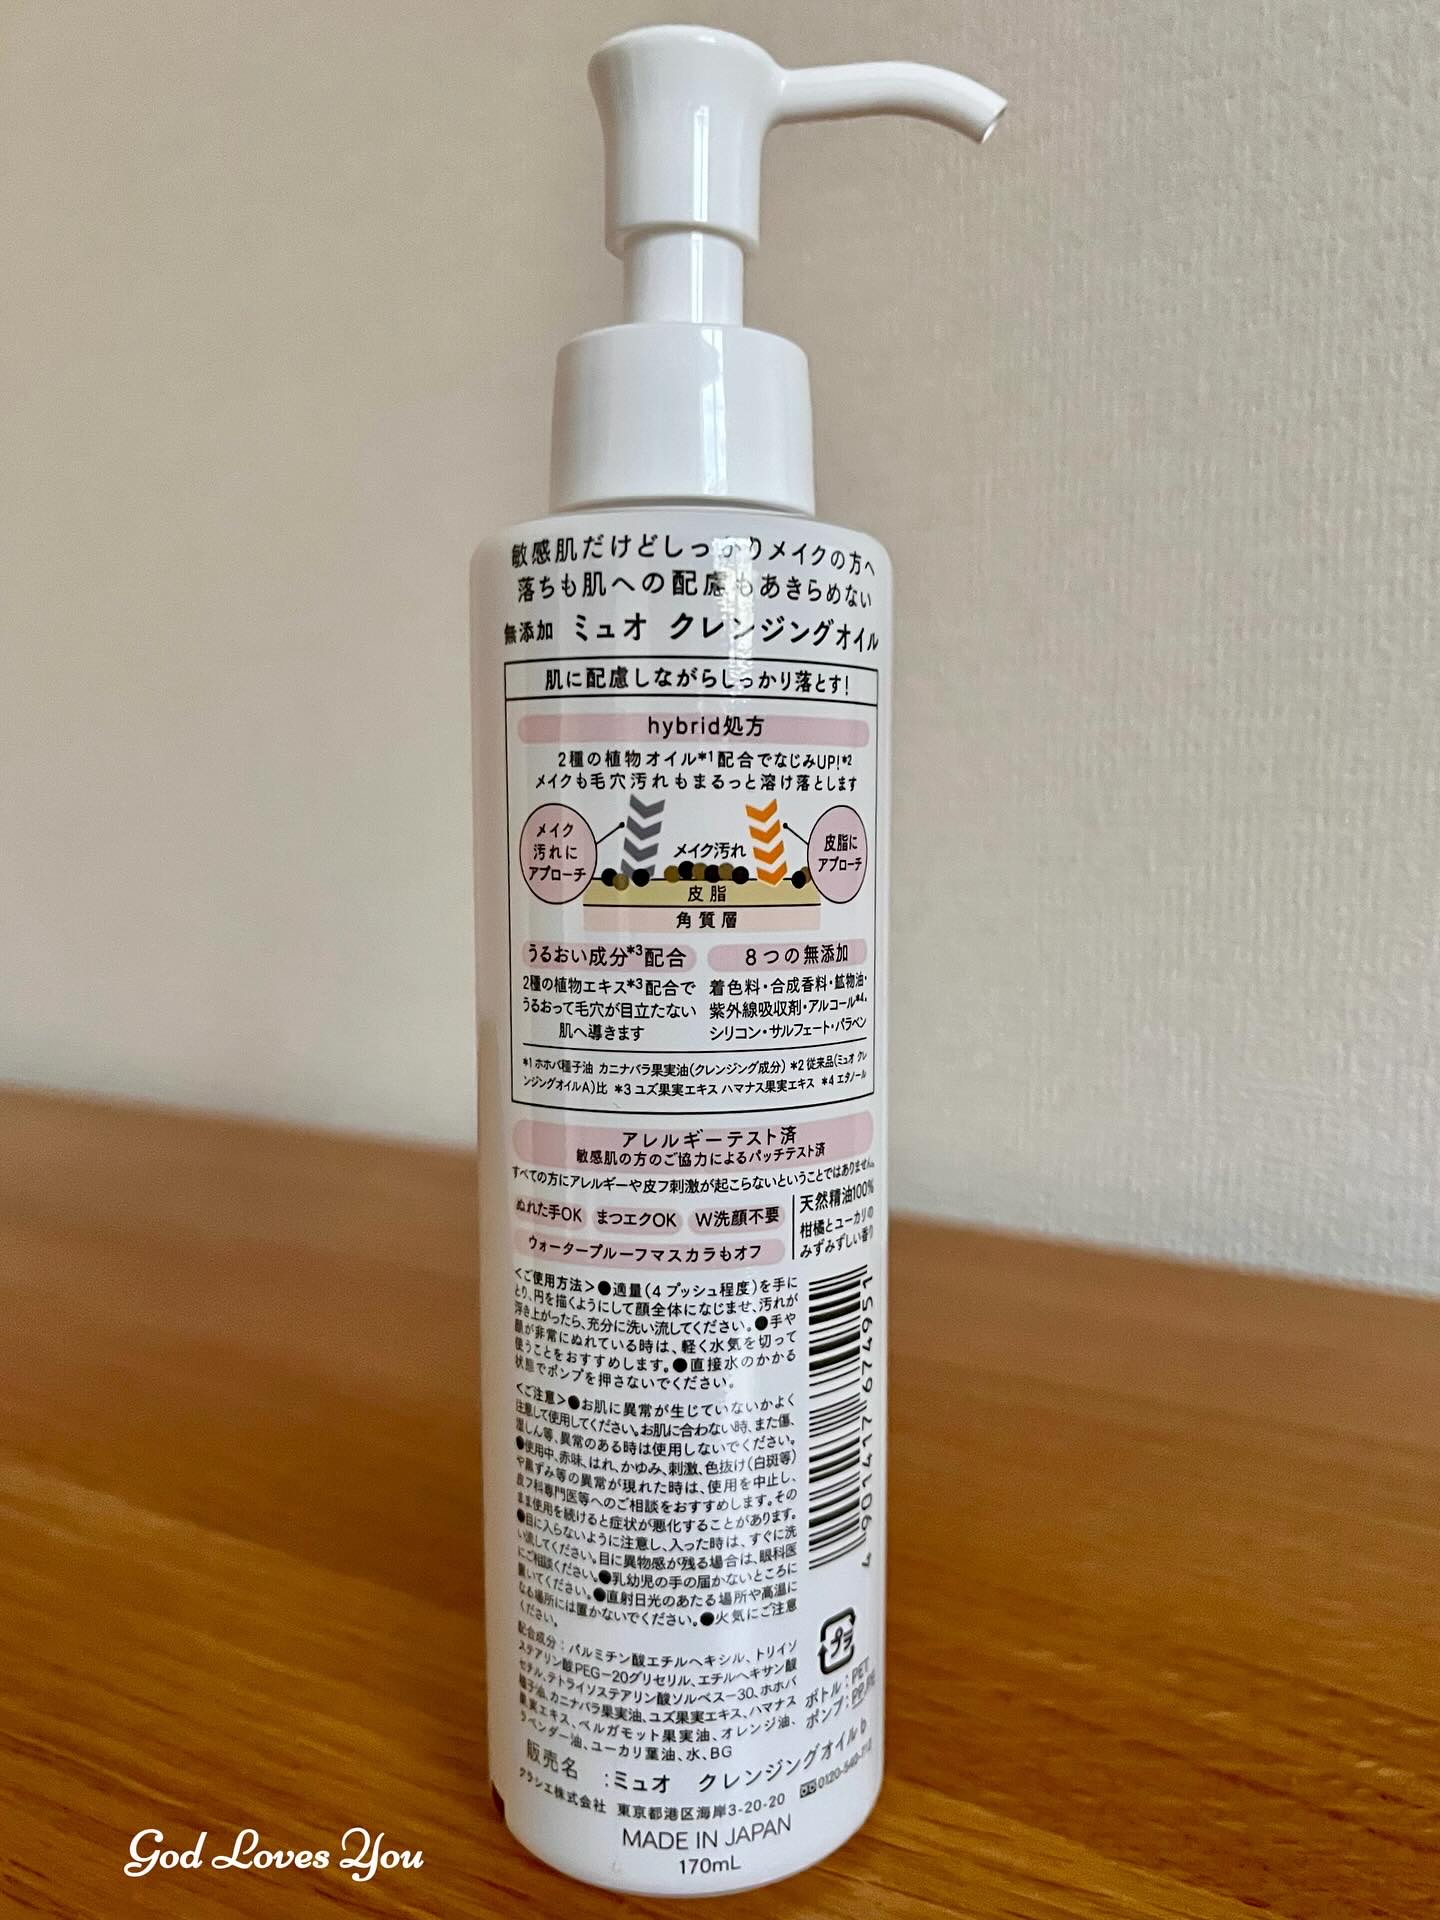 敏感肌だけどしっかりメイクの方へ
落ちも肌への配慮もあきらめない
無添加 ミュオ クレンジングオイル
肌に配慮しながらしっかり落とす!
hybrid処方
2種の植物オイル*1配合でなじみUP!*2
メイクも毛穴汚れもまるっと溶け落とします
メイク
汚れに
アプローチ
メイク汚れ
皮脂に
アプローチ
皮脂
角質層
うるおい成分*3配合
2種の植物エキス*3配合で
うるおって毛穴が目立たない
肌へ導きます
8つの無添加
着色料・合成香料・鉱物油・
紫外線吸収剤・アルコール*4・
シリコン・サルフェート・パラベン
*1 ホホバ種子油 カニナバラ果実油(クレンジング成分) *2 従来品(ミュオ クレ
ンジングオイルA)比 *3 ユズ果実エキス ハマナス果実エキス *4 エタノール
アレルギーテスト済
敏感肌の方のご協力によるパッチテスト済
すべての方にアレルギーや皮フ刺激が起こらないということではありません。
ぬれた手OK まつエクOK W洗顔不要
ウォータープルーフマスカラもオフ
天然精油100%
柑橘とユーカリの
みずみずしい香り
<ご使用方法>●適量(4プッシュ程度)を手に
とり、円を描くようにして顔全体になじませ、汚れが
浮き上がったら、充分に洗い流してください。●手や
顔が非常にぬれている時は、軽く水気を切って
使うことをおすすめします。●直接水のかかる
状態でポンプを押さないでください。
<ご注意>●お肌に異常が生じていないかよく
注意して使用してください。お肌に合わない時、また傷、
湿しん等、異常のある時は使用しないでください。
●使用中、赤味、はれ、かゆみ、刺激、色抜け(白斑等)
や黒ずみ等の異常が現れた時は、使用を中止し、
皮フ科専門医等へのご相談をおすすめします。その
まま使用を続けると症状が悪化することがあります。
●目に入らないように注意し、入った時は、すぐに洗
い流してください。目に異物感が残る場合は、眼科医
にご相談ください。●乳幼児の手の届かないところに
置いてください。●直射日光のあたる場所や高温に
なる場所には置かないでください。●火気にご注意
ください。
配合成分:パルミチン酸エチルヘキシル、トリイソ
ステアリン酸PEG-20グリセリル、エチルヘキサン酸
セチル、テトライソステアリン酸ソルベス-30、ホホバ
種子油、カニナバラ果実油、ユズ果実エキス、ハマナス
果実エキス、ベルガモット果実油、オレンジ油、
ラベンダー油、ユーカリ葉油、水、BG
4 901417 674951
プラ
ボトル:PET
ポンプ:PP,PE
販売名 :ミュオ クレンジングオイル b
クラシエ株式会社 東京都港区海岸3-20-20
MADE IN JAPAN
170mL
God Loves You